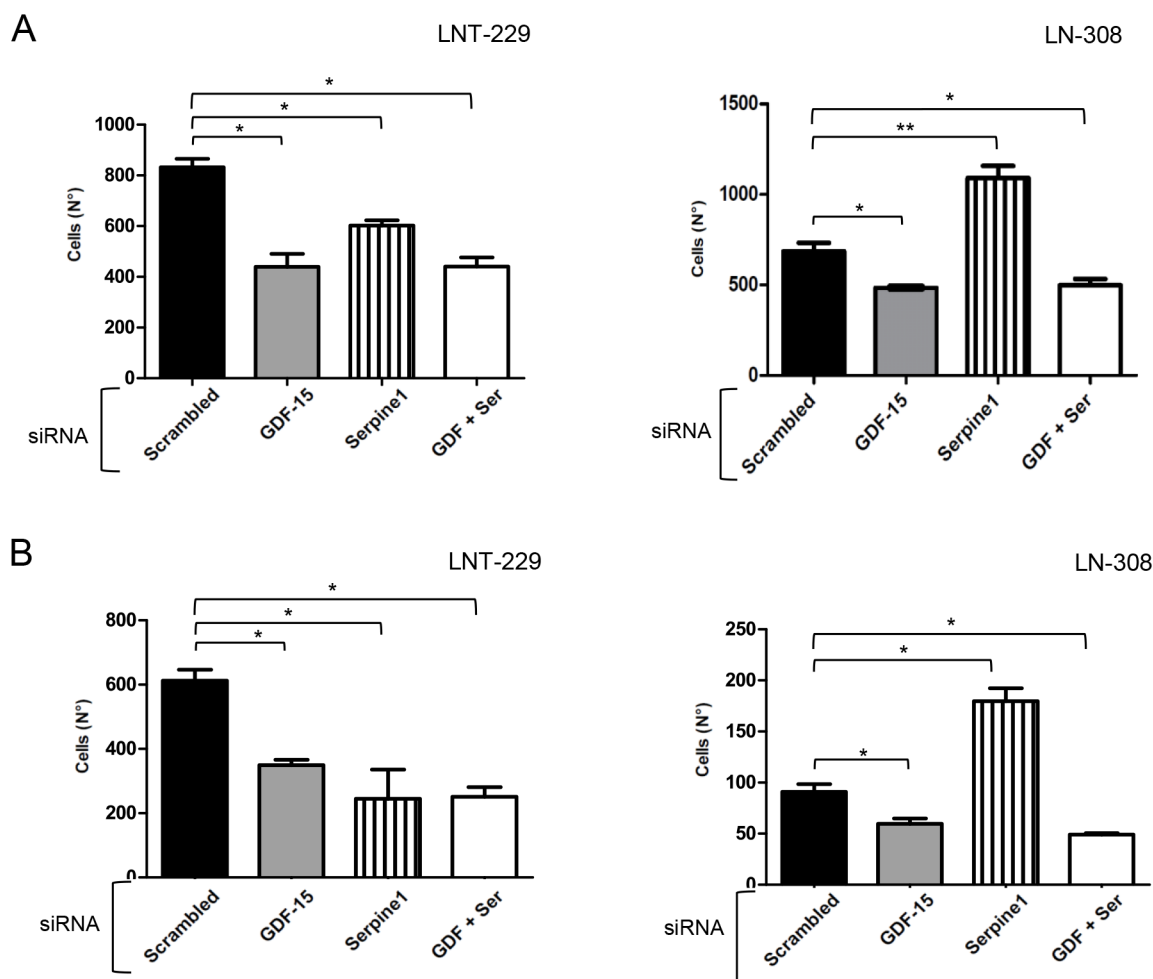 A
LNT-229
LN-308
*
*
*
1000
800
600
400
200
0
Cells (N°)
siRNA
Scrambled
GDF-15
Serpine1
GDF + Ser
*
**
*
1500
1000
500
0
Cells (N°)
siRNA
Scrambled
GDF-15
Serpine1
GDF + Ser
B
LNT-229
LN-308
*
*
*
800
600
400
200
0
Cells (N°)
siRNA
Scrambled
GDF-15
Serpine1
GDF + Ser
*
*
*
250
200
150
100
50
0
Cells (N°)
siRNA
Scrambled
GDF-15
Serpine1
GDF + Ser